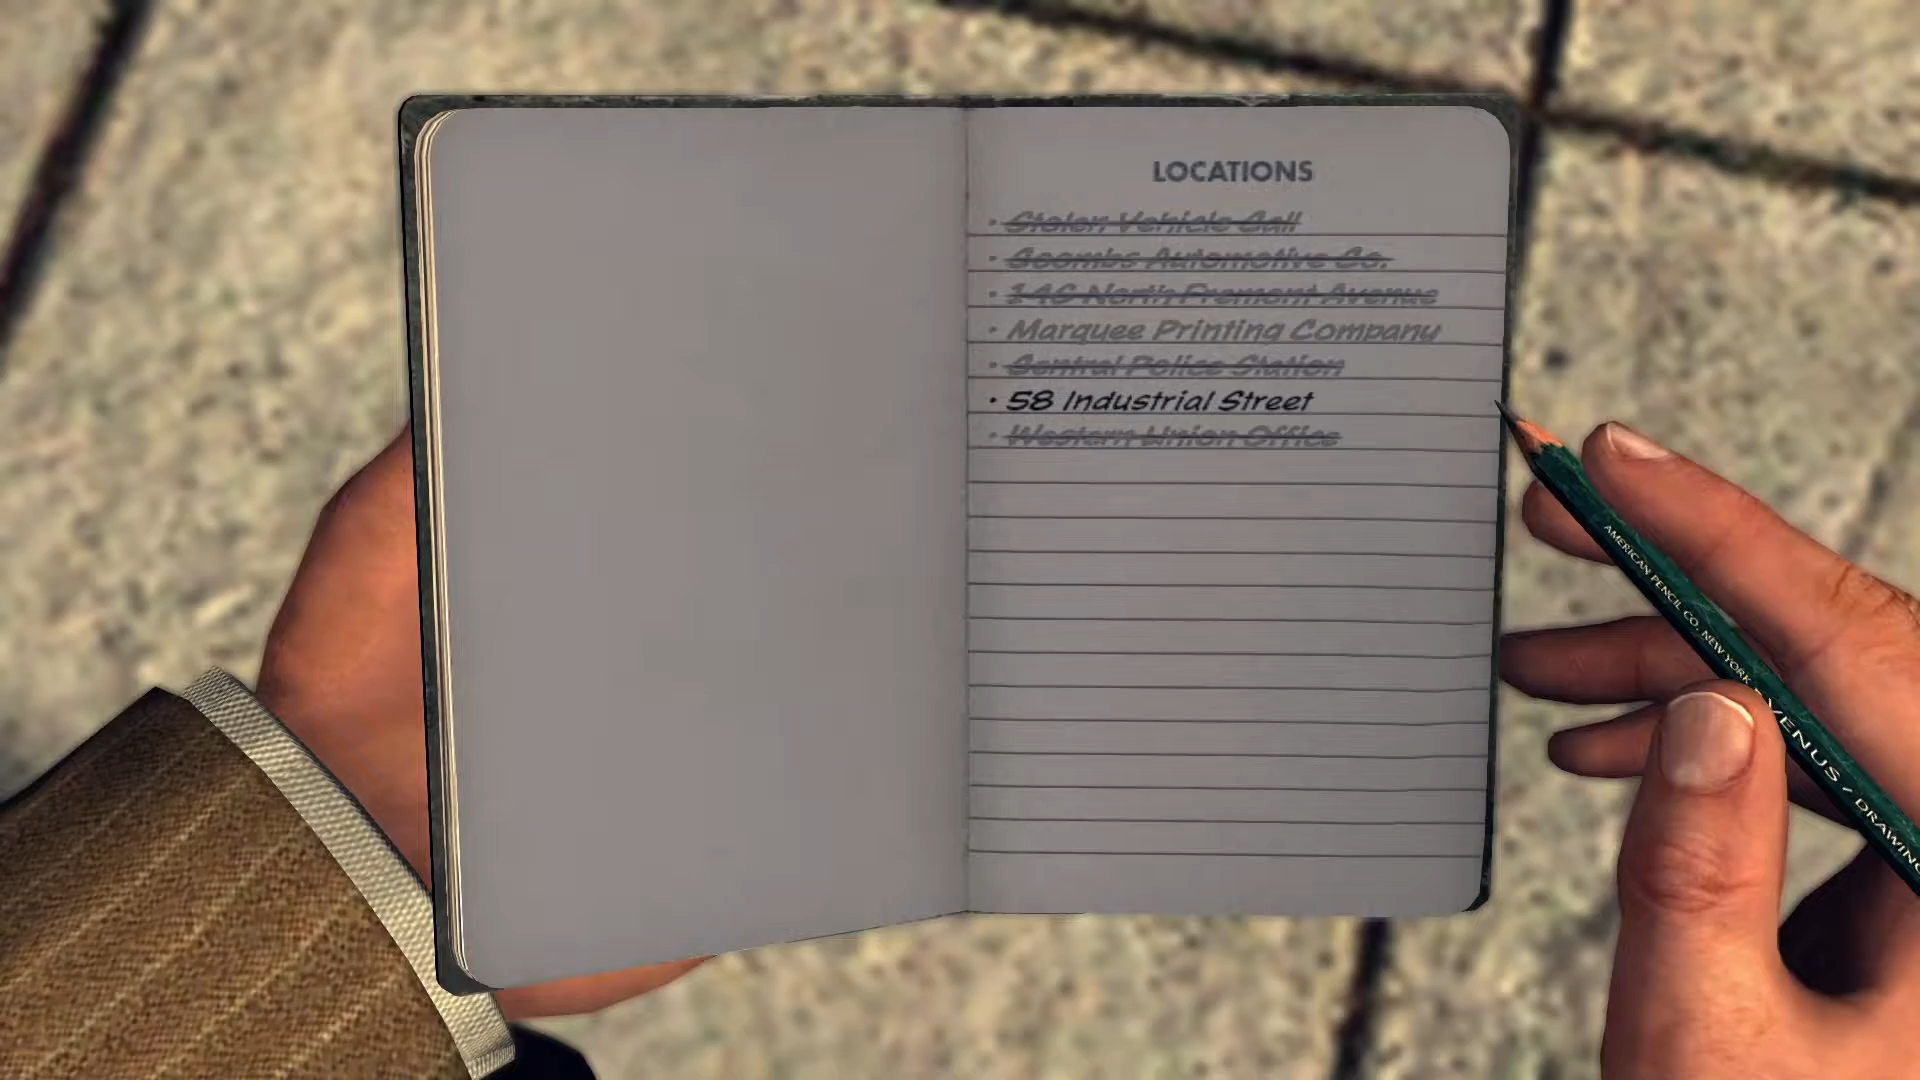 LOCATIONS
· Stolen Vehicle Call
· Coombs Automotive Co.
· 146 North Fremont Avenue
· Marquee Printing Company
· Central Police Station
· 58 Industrial Street
· Western Union Office
AMERICAN PENCIL CO. NEW YORK VENUS / DRAWING